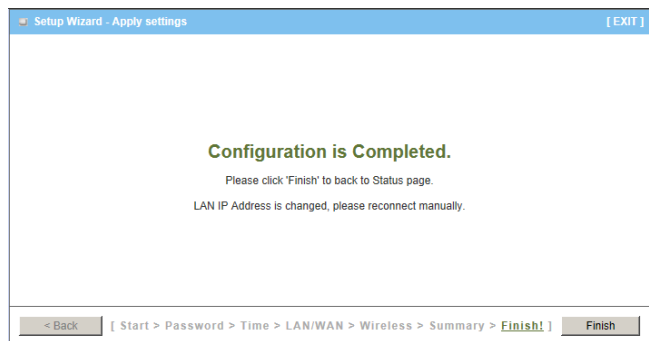 Setup Wizard - Apply settings [ EXIT ]
Configuration is Completed.
Please click 'Finish' to back to Status page.
LAN IP Address is changed, please reconnect manually.
< Back [ Start > Password > Time > LAN/WAN > Wireless > Summary > Finish! ] Finish